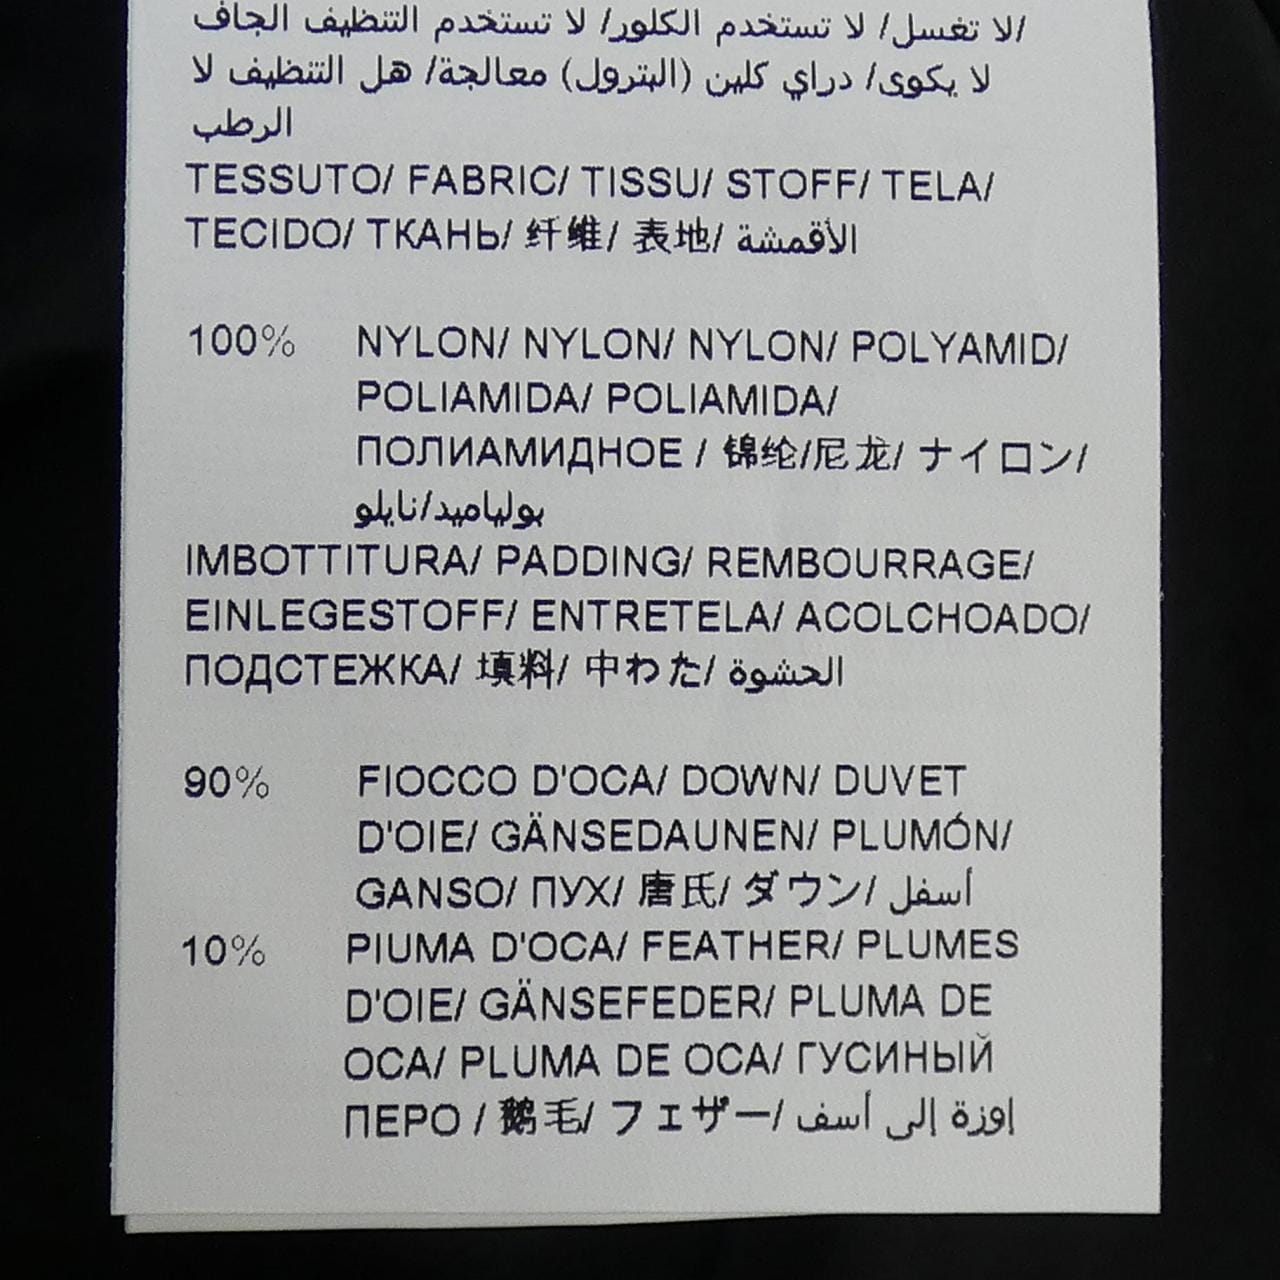 لا تغسل/ لا تستخدم الكلور/ لا تستخدم التنظيف الجاف/
لا يكوى/ دراي كلين (البترول) معالجة/ هل التنظيف لا
الرطب
TESSUTO/ FABRIC/ TISSU/ STOFF/ TELA/
TECIDO/ ТКАНЬ/ 纤维/ 表地/ الأقمشة
100% NYLON/ NYLON/ NYLON/ POLYAMID/
POLIAMIDA/ POLIAMIDA/
ПОЛИАМИДНОЕ / 锦纶/尼龙/ ナイロン/
بولياميد/نايلو
IMBOTTITURA/ PADDING/ REMBOURRAGE/
EINLEGESTOFF/ ENTRETELA/ ACOLCHOADO/
ПОДСТЕЖКА/ 填料/ 中わた/ الحشوة
90% FIOCCO D'OCA/ DOWN/ DUVET
D'OIE/ GÄNSEDAUNEN/ PLUMÓN/
GANSO/ ПУХ/ 唐氏/ ダウン/ أسفل
10% PIUMA D'OCA/ FEATHER/ PLUMES
D'OIE/ GÄNSEFEDER/ PLUMA DE
OCA/ PLUMA DE OCA/ ГУСИНЫЙ
ПЕРО / 鹅毛/ フェザー/ إوزة إلى أسف